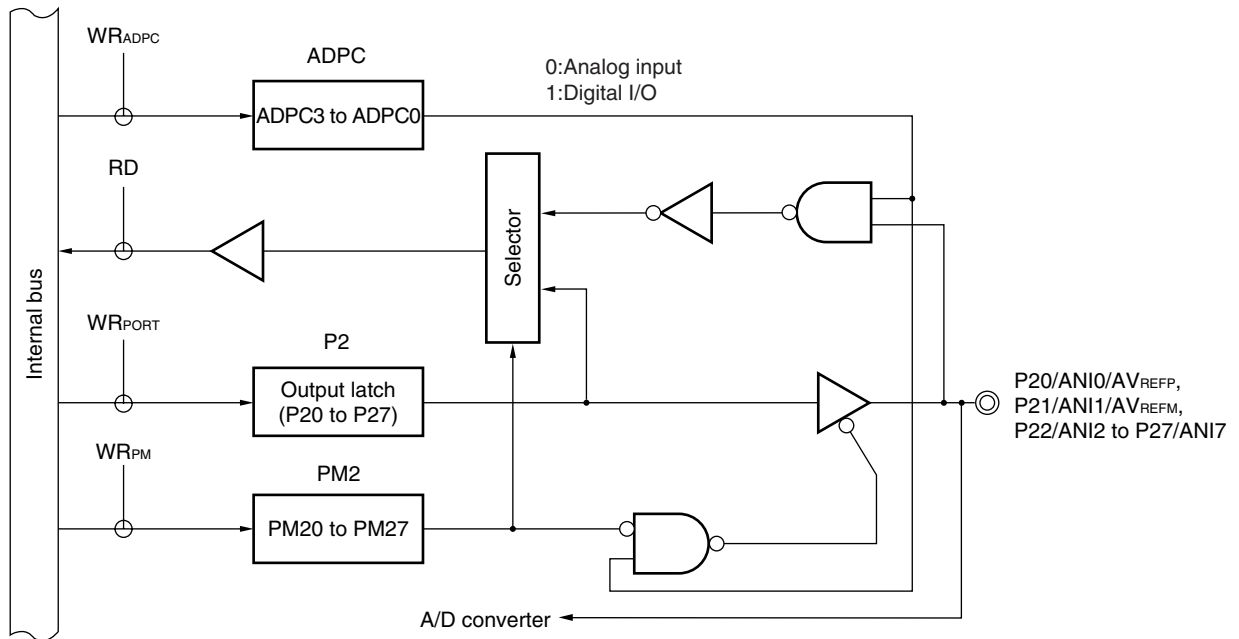 WRADPC
ADPC
0:Analog input
1:Digital I/O
ADPC3 to ADPC0
RD
Selector
Internal bus
WRPORT
P2
Output latch
(P20 to P27)
P20/ANI0/AVREFP,
P21/ANI1/AVREFM,
P22/ANI2 to P27/ANI7
WRPM
PM2
PM20 to PM27
A/D converter